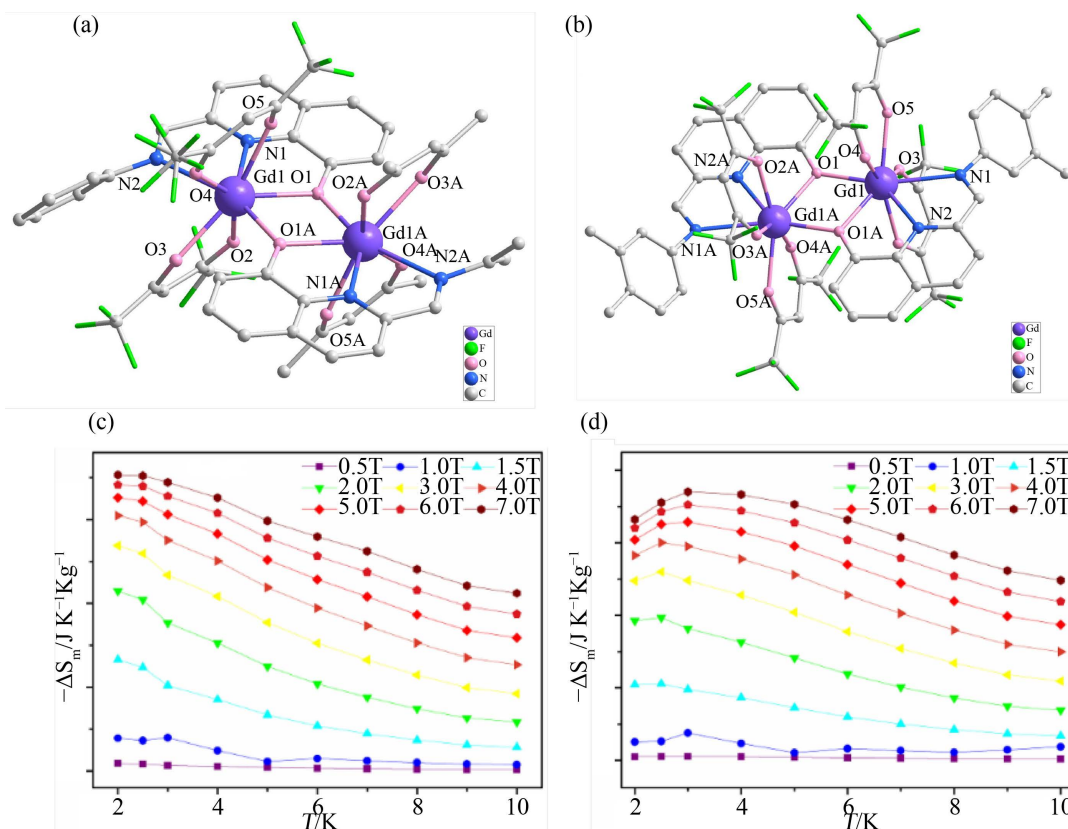 (a)
O5
N1
O1
N2
Gd1
O2A
O3A
O4
Gd1A
O1A
O4A
O3
O2
N2A
N1A
O5A
Gd
F
O
N
C
(b)
O5
N2A
O2A
O1
O4
O3
Gd1
N1
Gd1A
N2
N1A
O3A
O4A
O1A
O5A
Gd
F
O
N
C
(c)
0.5T 1.0T 1.5T
2.0T 3.0T 4.0T
5.0T 6.0T 7.0T
−ΔSm/J K−1Kg−1
2 4 6 8 10
T/K
(d)
0.5T 1.0T 1.5T
2.0T 3.0T 4.0T
5.0T 6.0T 7.0T
−ΔSm/J K−1Kg−1
2 4 6 8 10
T/K